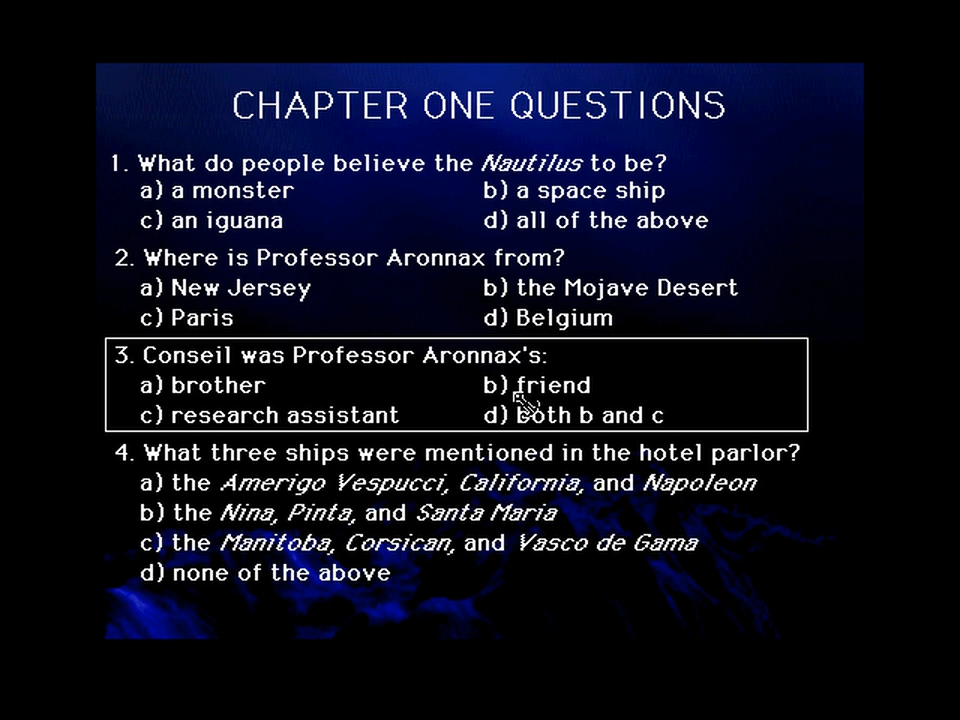 CHAPTER ONE QUESTIONS
1. What do people believe the Nautilus to be?
a) a monster b) a space ship
c) an iguana d) all of the above
2. Where is Professor Aronnax from?
a) New Jersey b) the Mojave Desert
c) Paris d) Belgium
3. Conseil was Professor Aronnax's:
a) brother b) friend
c) research assistant d) both b and c
4. What three ships were mentioned in the hotel parlor?
a) the Amerigo Vespucci, California, and Napoleon
b) the Nina, Pinta, and Santa Maria
c) the Manitoba, Corsican, and Vasco de Gama
d) none of the above